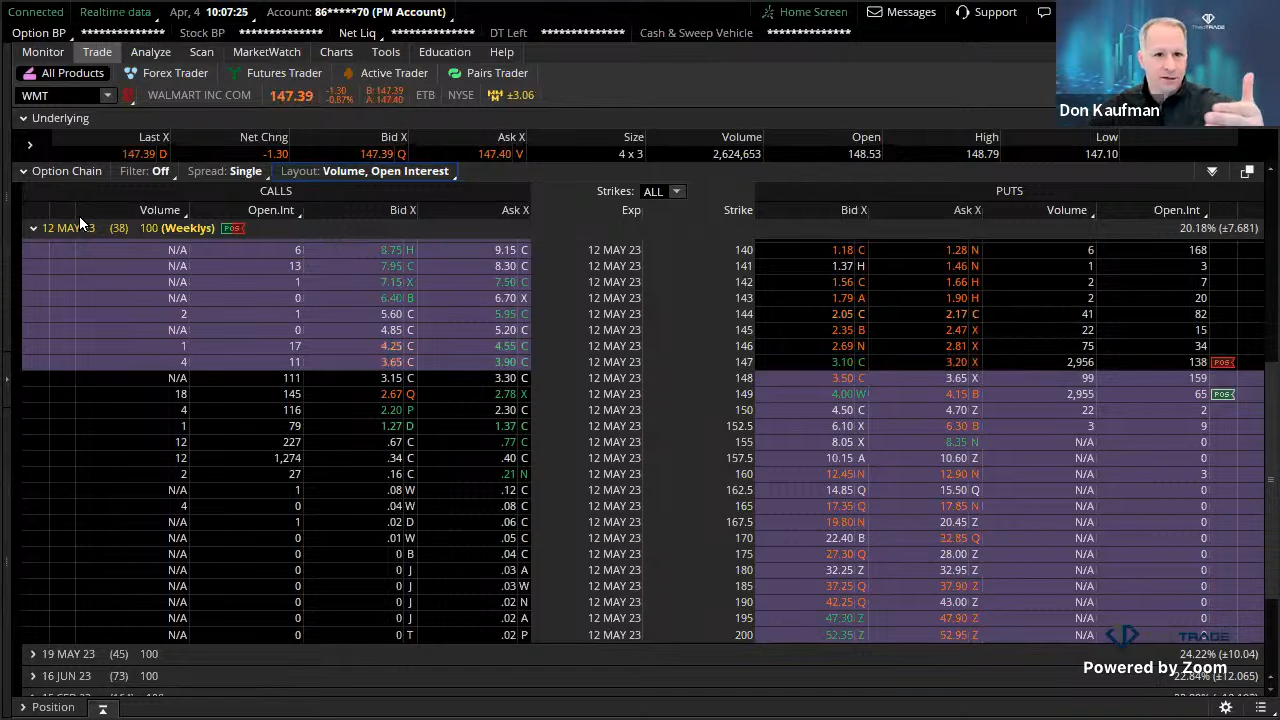 Connected Realtime data Apr, 4 10:07:25 Account: 86*****70 (PM Account) Home Screen Messages Support
Option BP ************** Stock BP ************** Net Liq ************** DT Left ************** Cash & Sweep Vehicle **************
Monitor Trade Analyze Scan MarketWatch Charts Tools Education Help
All Products Forex Trader Futures Trader Active Trader Pairs Trader
WMT WALMART INC COM 147.39 -1.30 -0.87% B: 147.39 A: 147.40 ETB NYSE ±3.06
Don Kaufman
Underlying
Last X Net Chng Bid X Ask X Size Volume Open High Low
147.39 D -1.30 147.39 Q 147.40 V 4 x 3 2,624,653 148.53 148.79 147.10
Option Chain Filter: Off Spread: Single Layout: Volume, Open Interest
CALLS Strikes: ALL PUTS
Volume Open.Int Bid X Ask X Exp Strike Bid X Ask X Volume Open.Int
12 MAY 23 (38) 100 (Weeklys) POS 20.18% (±7.681)
N/A 6 8.75 H 9.15 C 12 MAY 23 140 1.18 C 1.28 N 6 168
N/A 13 7.95 C 8.30 C 12 MAY 23 141 1.37 H 1.46 N 1 3
N/A 1 7.15 X 7.50 C 12 MAY 23 142 1.56 C 1.66 H 2 7
N/A 0 6.40 B 6.70 X 12 MAY 23 143 1.79 A 1.90 H 2 20
2 1 5.60 C 5.95 C 12 MAY 23 144 2.05 C 2.17 C 41 82
N/A 0 4.85 C 5.20 C 12 MAY 23 145 2.35 B 2.47 X 22 15
1 17 4.25 C 4.55 C 12 MAY 23 146 2.69 N 2.81 X 75 34
4 11 3.65 C 3.90 C 12 MAY 23 147 3.10 C 3.20 X 2,956 138 POS
N/A 111 3.15 C 3.30 C 12 MAY 23 148 3.50 C 3.65 X 99 159
18 145 2.67 Q 2.78 X 12 MAY 23 149 4.00 W 4.15 B 2,955 65 POS
4 116 2.20 P 2.30 C 12 MAY 23 150 4.50 C 4.70 Z 22 2
1 79 1.27 D 1.37 C 12 MAY 23 152.5 6.10 X 6.30 B 3 9
12 227 .67 C .77 C 12 MAY 23 155 8.05 X 8.35 N N/A 0
12 1,274 .34 C .40 C 12 MAY 23 157.5 10.15 A 10.60 Z N/A 0
2 27 .16 C .21 N 12 MAY 23 160 12.45 N 12.90 N N/A 3
N/A 1 .08 W .12 C 12 MAY 23 162.5 14.85 Q 15.50 Q N/A 0
4 0 .04 W .08 C 12 MAY 23 165 17.35 Q 17.85 N N/A 0
N/A 1 .02 D .06 C 12 MAY 23 167.5 19.80 N 20.45 Z N/A 0
N/A 0 .01 W .05 C 12 MAY 23 170 22.40 B 22.85 Q N/A 0
N/A 0 0 B .04 C 12 MAY 23 175 27.30 Q 28.00 Z N/A 0
N/A 0 0 J .03 A 12 MAY 23 180 32.25 Z 32.95 Z N/A 0
N/A 0 0 J .03 W 12 MAY 23 185 37.25 Q 37.90 Z N/A 0
N/A 0 0 J .02 N 12 MAY 23 190 42.25 Q 43.00 Z N/A 0
N/A 0 0 J .02 A 12 MAY 23 195 47.30 Z 47.90 Z N/A 0
N/A 0 0 T .02 P 12 MAY 23 200 52.35 Z 52.95 Z N/A 0
19 MAY 23 (45) 100 24.22% (±10.04)
Powered by Zoom
16 JUN 23 (73) 100 22.84% (±12.065)
Position